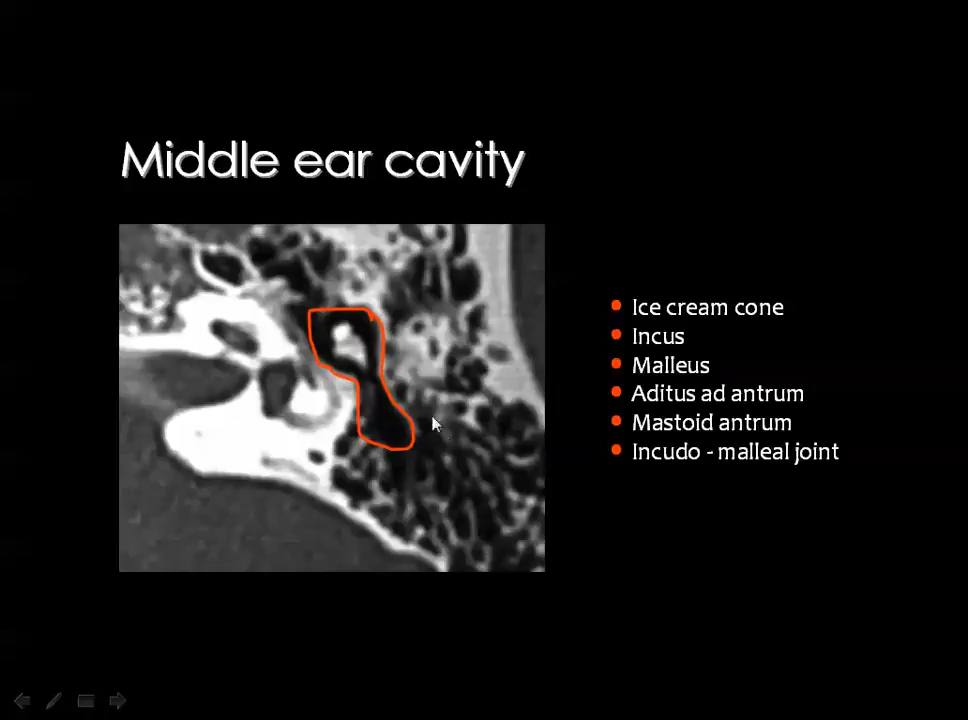 Middle ear cavity
Ice cream cone
Incus
Malleus
Aditus ad antrum
Mastoid antrum
Incudo - malleal joint